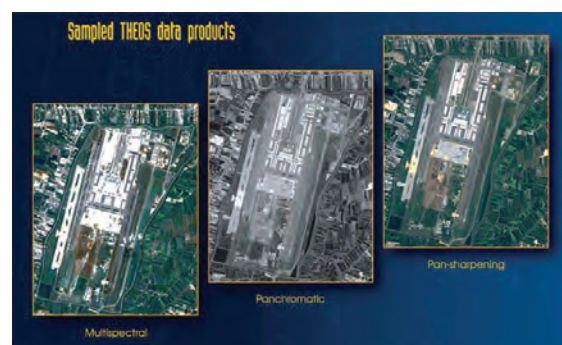 Sampled THEOS data products
Multispectral
Panchromatic
Pan-sharpening